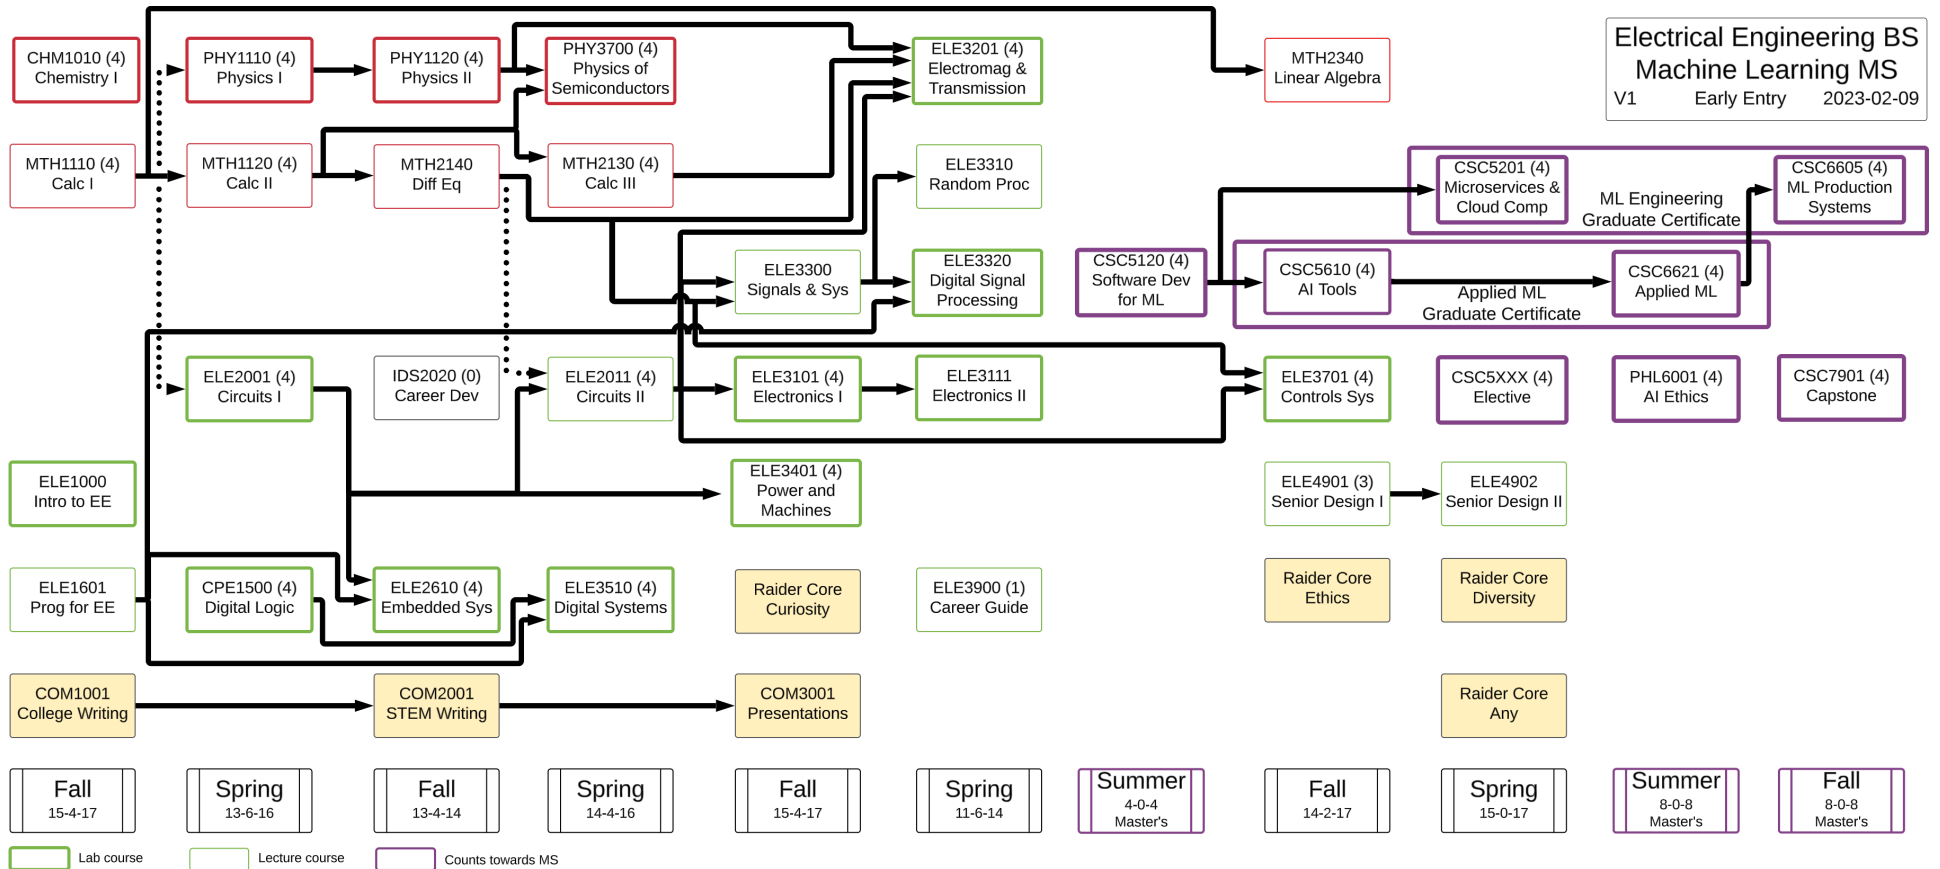 Electrical Engineering BS
Machine Learning MS
V1 Early Entry 2023-02-09
CHM1010 (4)
Chemistry I
PHY1110 (4)
Physics I
PHY1120 (4)
Physics II
PHY3700 (4)
Physics of
Semiconductors
ELE3201 (4)
Electromag &
Transmission
MTH2340
Linear Algebra
MTH1110 (4)
Calc I
MTH1120 (4)
Calc II
MTH2140
Diff Eq
MTH2130 (4)
Calc III
ELE3310
Random Proc
CSC5201 (4)
Microservices &
Cloud Comp
ML Engineering
Graduate Certificate
CSC6605 (4)
ML Production
Systems
ELE3300
Signals & Sys
ELE3320
Digital Signal
Processing
CSC5120 (4)
Software Dev
for ML
CSC5610 (4)
AI Tools
Applied ML
Graduate Certificate
CSC6621 (4)
Applied ML
ELE2001 (4)
Circuits I
IDS2020 (0)
Career Dev
ELE2011 (4)
Circuits II
ELE3101 (4)
Electronics I
ELE3111
Electronics II
ELE3701 (4)
Controls Sys
CSC5XXX (4)
Elective
PHL6001 (4)
AI Ethics
CSC7901 (4)
Capstone
ELE1000
Intro to EE
ELE3401 (4)
Power and
Machines
ELE4901 (3)
Senior Design I
ELE4902
Senior Design II
ELE1601
Prog for EE
CPE1500 (4)
Digital Logic
ELE2610 (4)
Embedded Sys
ELE3510 (4)
Digital Systems
Raider Core
Curiosity
ELE3900 (1)
Career Guide
Raider Core
Ethics
Raider Core
Diversity
COM1001
College Writing
COM2001
STEM Writing
COM3001
Presentations
Raider Core
Any
Fall
15-4-17
Spring
13-6-16
Fall
13-4-14
Spring
14-4-16
Fall
15-4-17
Spring
11-6-14
Summer
4-0-4
Master's
Fall
14-2-17
Spring
15-0-17
Summer
8-0-8
Master's
Fall
8-0-8
Master's
Lab course
Lecture course
Counts towards MS